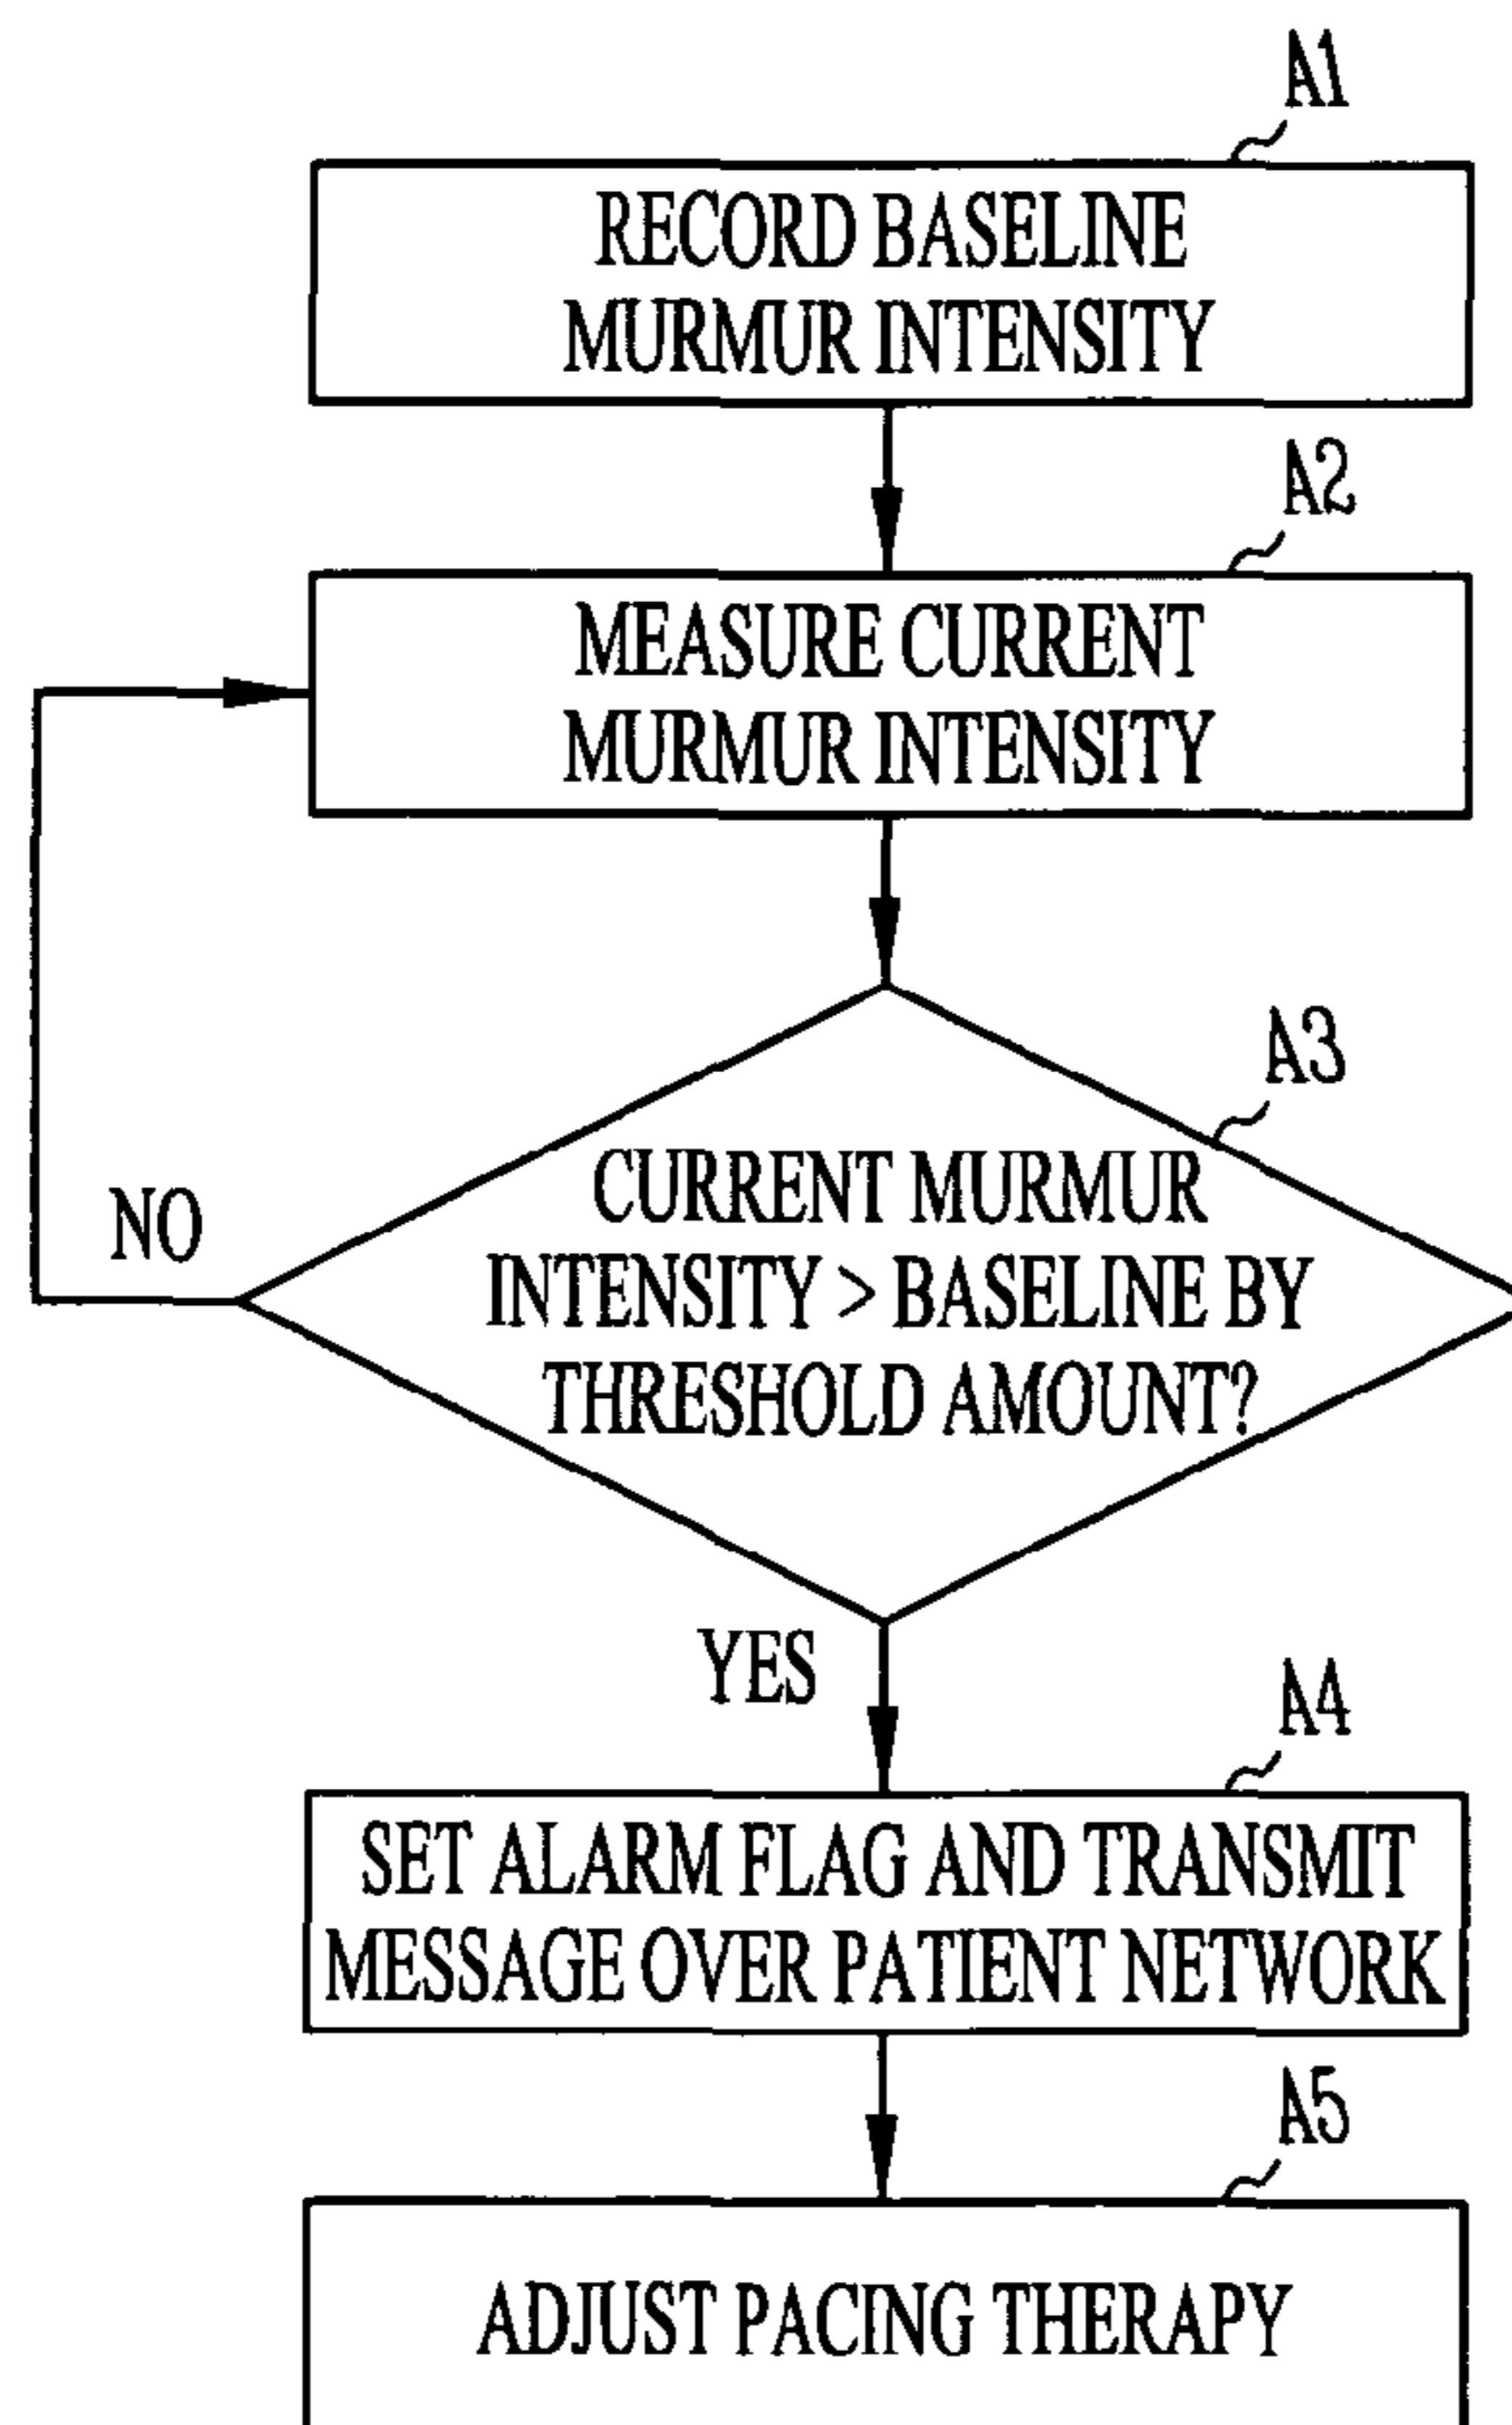 A1
RECORD BASELINE
MURMUR INTENSITY
A2
MEASURE CURRENT
MURMUR INTENSITY
A3
CURRENT MURMUR
INTENSITY > BASELINE BY
THRESHOLD AMOUNT?
NO
YES
A4
SET ALARM FLAG AND TRANSMIT
MESSAGE OVER PATIENT NETWORK
A5
ADJUST PACING THERAPY